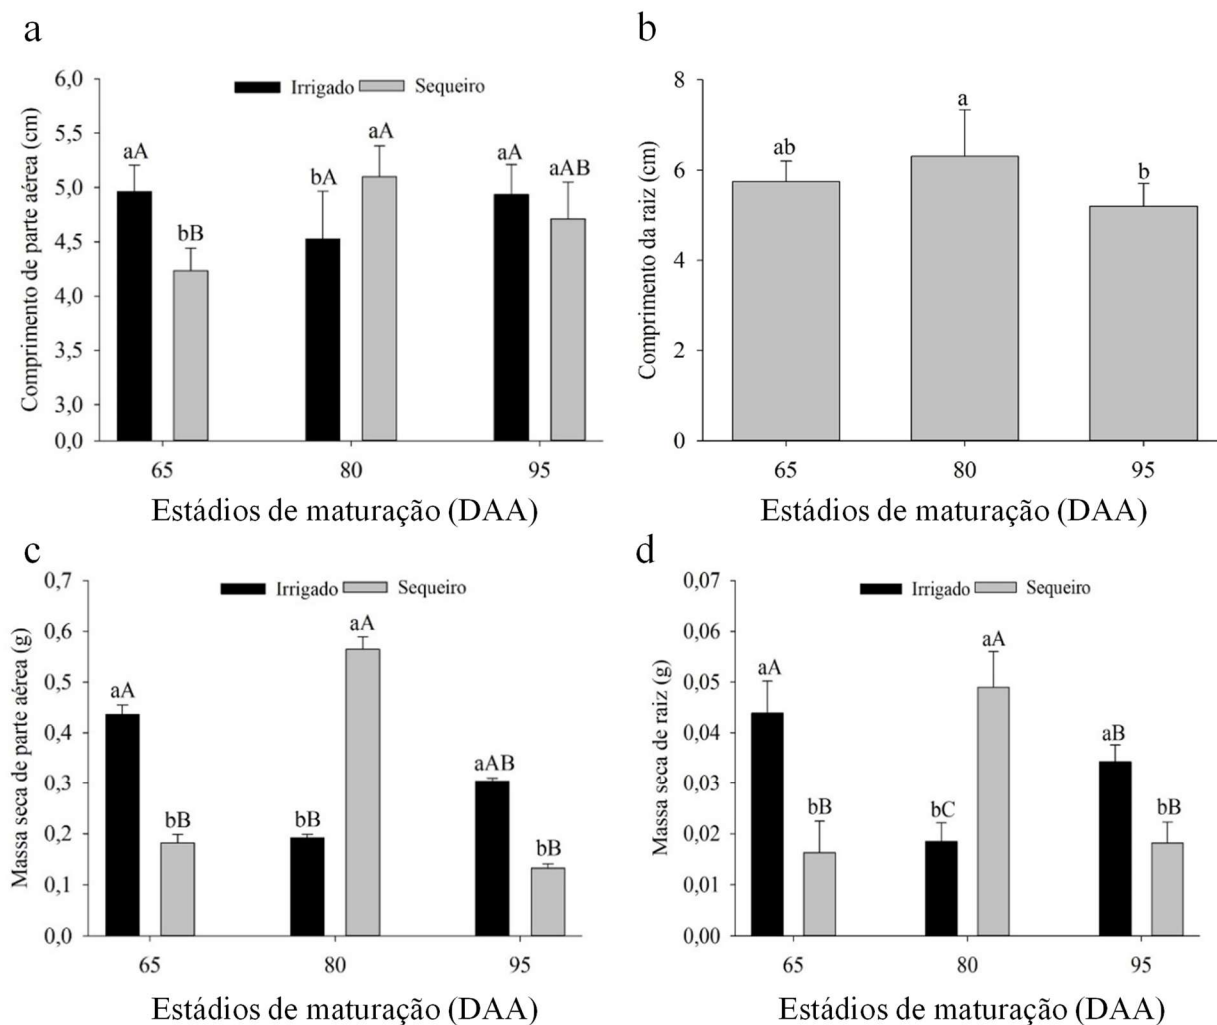 a
Comprimento de parte aérea (cm)
6,0
5,5
5,0
4,5
4,0
3,5
3,0
0,0
Irrigado
Sequeiro
aA
bB
bA
aA
aA
aAB
65
80
95
Estádios de maturação (DAA)
b
Comprimento da raiz (cm)
8
6
4
2
0
ab
a
b
65
80
95
Estádios de maturação (DAA)
c
Massa seca de parte aérea (g)
0,7
0,6
0,5
0,4
0,3
0,2
0,1
0,0
Irrigado
Sequeiro
aA
bB
bB
aA
aAB
bB
65
80
95
Estádios de maturação (DAA)
d
Massa seca de raiz (g)
0,07
0,06
0,05
0,04
0,03
0,02
0,01
0,00
Irrigado
Sequeiro
aA
bB
bC
aA
aB
bB
65
80
95
Estádios de maturação (DAA)